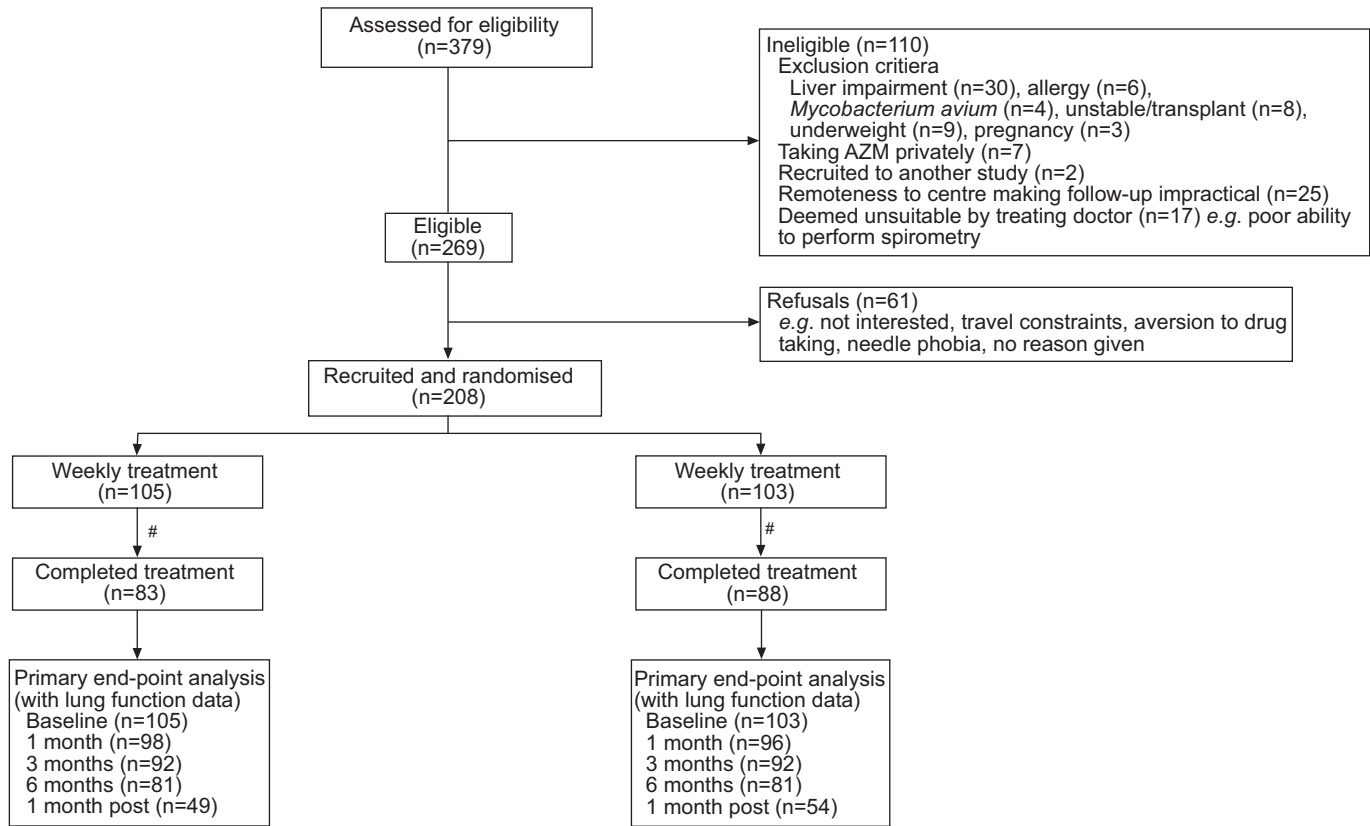 Assessed for eligibility
(n=379)
Ineligible (n=110)
Exclusion critiera
Liver impairment (n=30), allergy (n=6),
Mycobacterium avium (n=4), unstable/transplant (n=8),
underweight (n=9), pregnancy (n=3)
Taking AZM privately (n=7)
Recruited to another study (n=2)
Remoteness to centre making follow-up impractical (n=25)
Deemed unsuitable by treating doctor (n=17) e.g. poor ability
to perform spirometry
Eligible
(n=269)
Refusals (n=61)
e.g. not interested, travel constraints, aversion to drug
taking, needle phobia, no reason given
Recruited and randomised
(n=208)
Weekly treatment
(n=105)
#
Completed treatment
(n=83)
Primary end-point analysis
(with lung function data)
Baseline (n=105)
1 month (n=98)
3 months (n=92)
6 months (n=81)
1 month post (n=49)
Weekly treatment
(n=103)
#
Completed treatment
(n=88)
Primary end-point analysis
(with lung function data)
Baseline (n=103)
1 month (n=96)
3 months (n=92)
6 months (n=81)
1 month post (n=54)